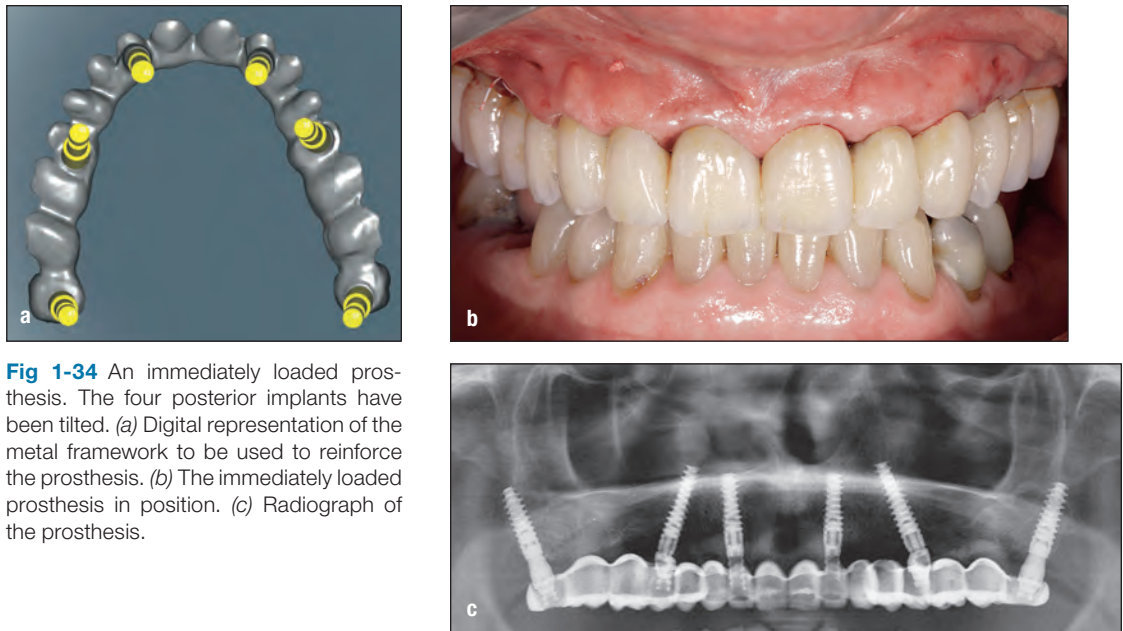 a
b
Fig 1-34 An immediately loaded pros-
thesis. The four posterior implants have
been tilted. (a) Digital representation of the
metal framework to be used to reinforce
the prosthesis. (b) The immediately loaded
prosthesis in position. (c) Radiograph of
the prosthesis.
c